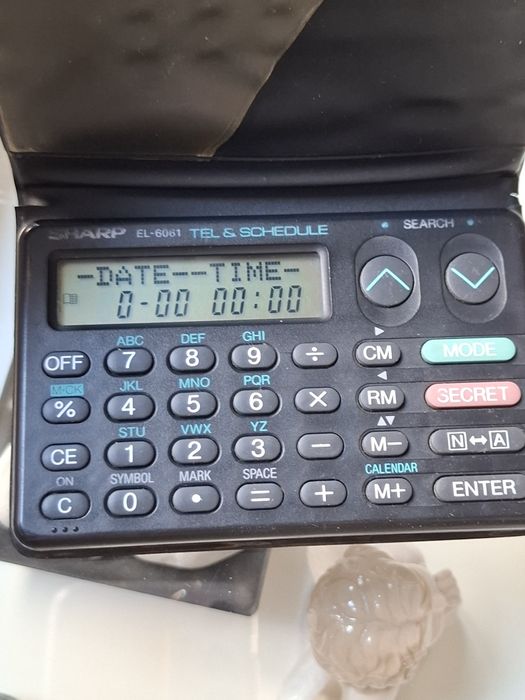 SHARP EL-6061 TEL & SCHEDULE SEARCH
-DATE--TIME-
0-00 00:00
ABC DEF GHI
OFF 7 8 9 ÷ CM MODE
M•CK JKL MNO PQR
% 4 5 6 × RM SECRET
STU VWX YZ
CE 1 2 3 − M− N↔A
ON SYMBOL MARK SPACE CALENDAR
C 0 • = + M+ ENTER